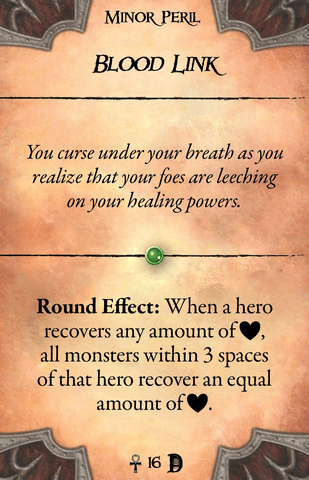 Minor Peril
Blood Link
You curse under your breath as you
realize that your foes are leeching
on your healing powers.
Round Effect: When a hero
recovers any amount of ♥,
all monsters within 3 spaces
of that hero recover an equal
amount of ♥.
16 D